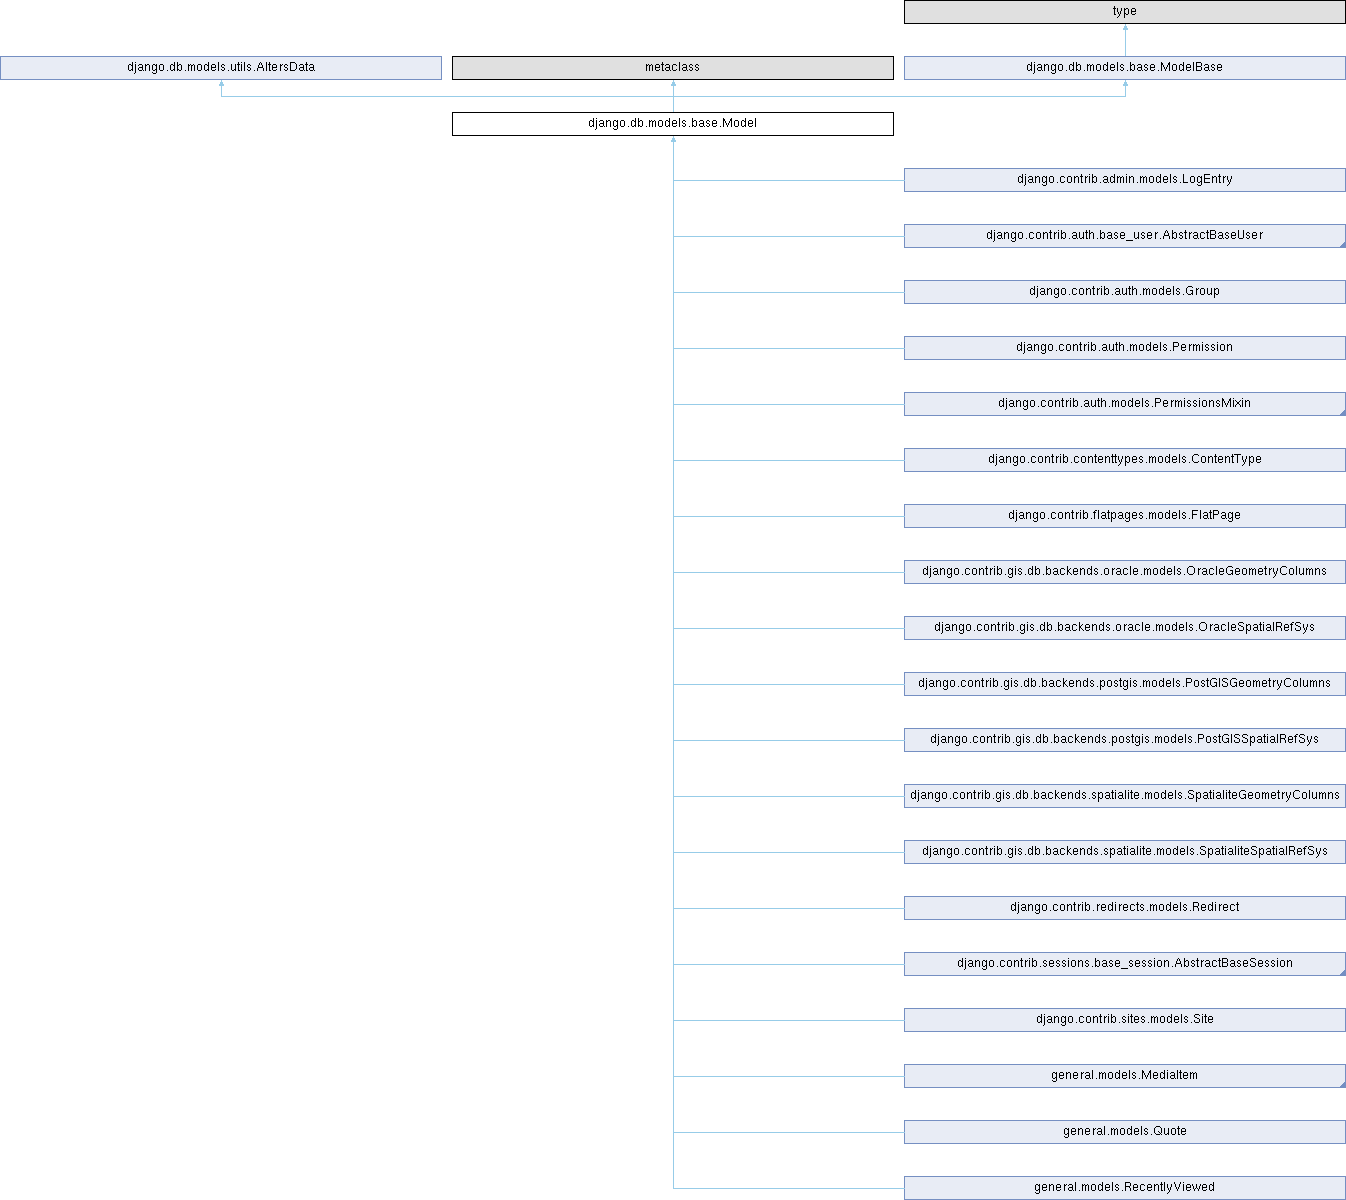 type
django.db.models.utils.AltersData
metaclass
django.db.models.base.ModelBase
django.db.models.base.Model
django.contrib.admin.models.LogEntry
django.contrib.auth.base_user.AbstractBaseUser
django.contrib.auth.models.Group
django.contrib.auth.models.Permission
django.contrib.auth.models.PermissionsMixin
django.contrib.contenttypes.models.ContentType
django.contrib.flatpages.models.FlatPage
django.contrib.gis.db.backends.oracle.models.OracleGeometryColumns
django.contrib.gis.db.backends.oracle.models.OracleSpatialRefSys
django.contrib.gis.db.backends.postgis.models.PostGISGeometryColumns
django.contrib.gis.db.backends.postgis.models.PostGISSpatialRefSys
django.contrib.gis.db.backends.spatialite.models.SpatialiteGeometryColumns
django.contrib.gis.db.backends.spatialite.models.SpatialiteSpatialRefSys
django.contrib.redirects.models.Redirect
django.contrib.sessions.base_session.AbstractBaseSession
django.contrib.sites.models.Site
general.models.MediaItem
general.models.Quote
general.models.RecentlyViewed